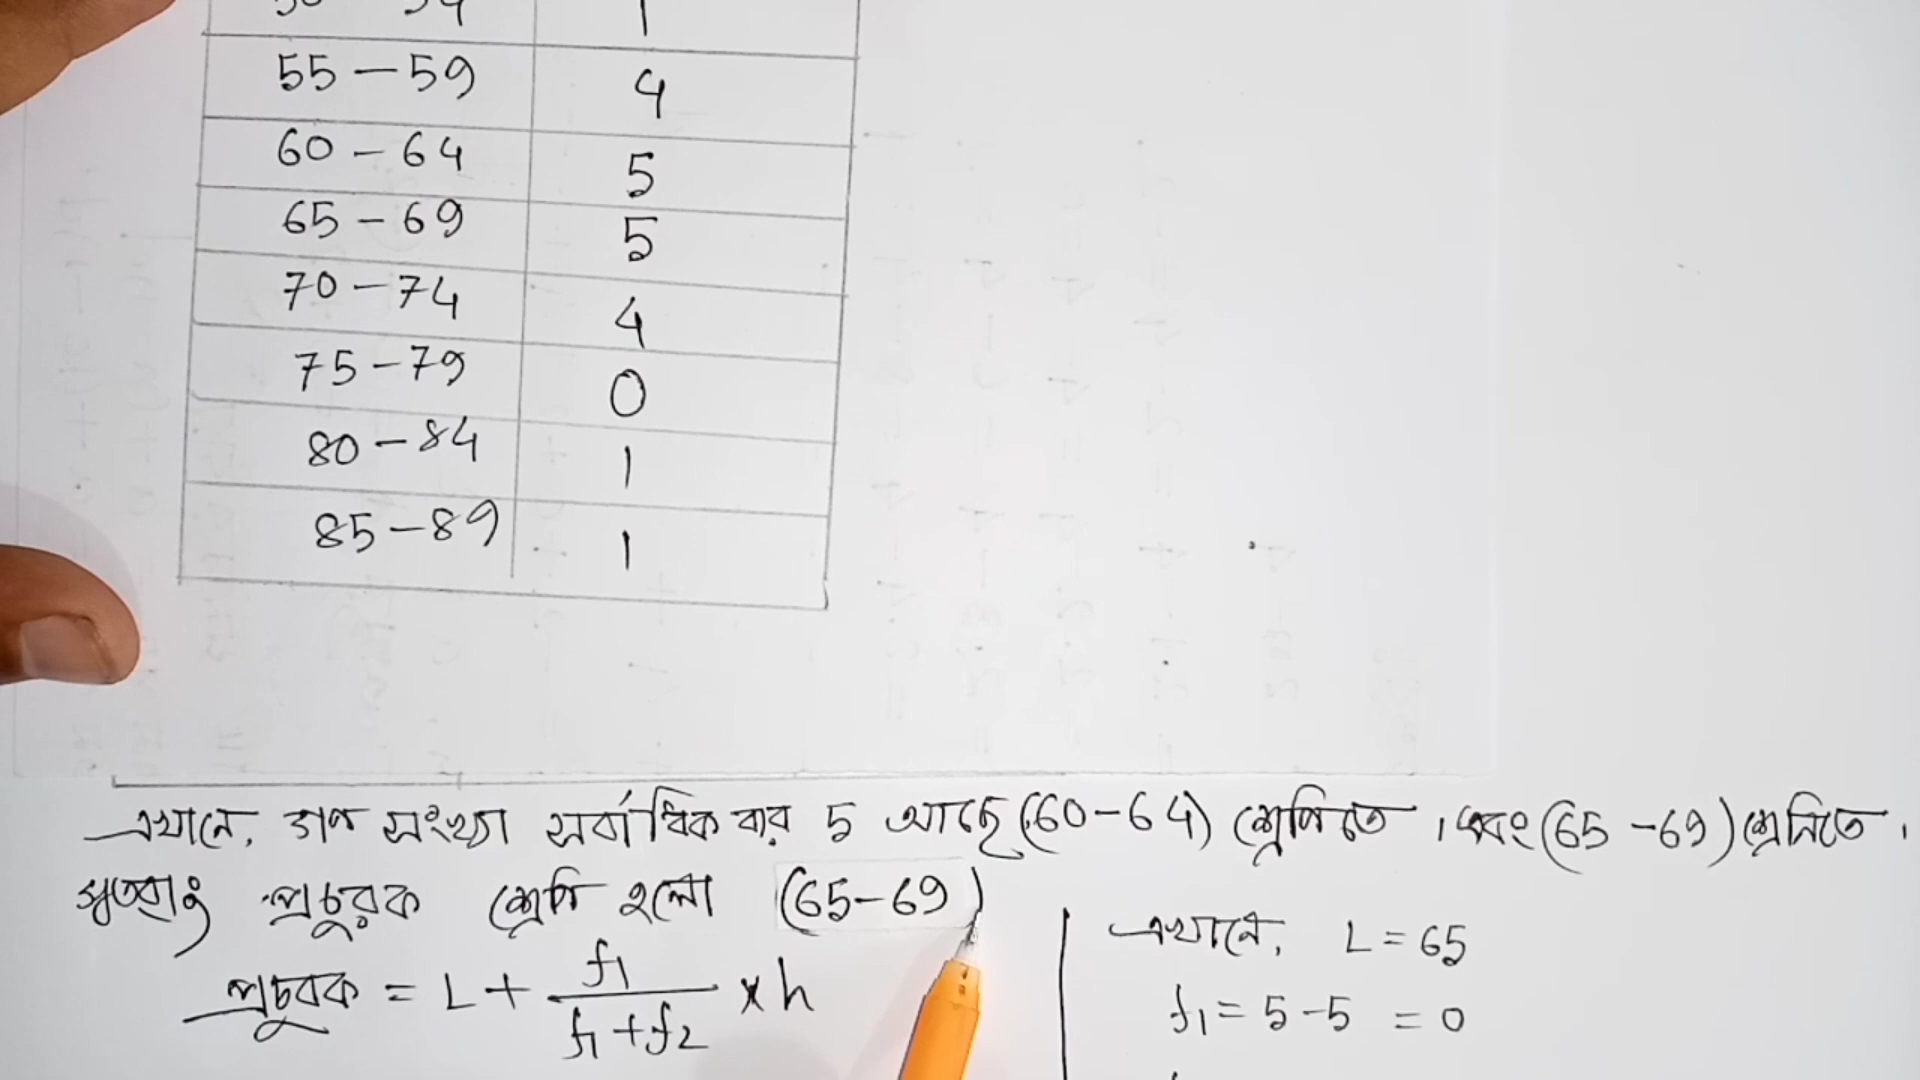 55 – 59 4
60 – 64 5
65 – 69 5
70 – 74 4
75 – 79 0
80 – 84 1
85 – 89 1
এখানে, গণ সংখ্যা সর্বাধিক বার 5 আছে (60 – 64) শ্রেণিতে । এবং (65 – 69) শ্রেনিতে ।
সুতরাং প্রচুরক শ্রেণি হলো (65 – 69)
প্রচুরক = L + f₁ / (f₁ + f₂) × h
এখানে, L = 65
f₁ = 5 - 5 = 0